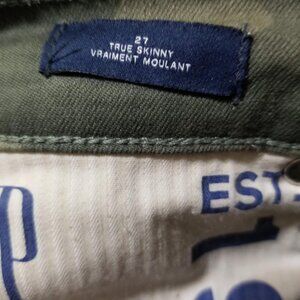 27
TRUE SKINNY
VRAIMENT MOULANT
EST.